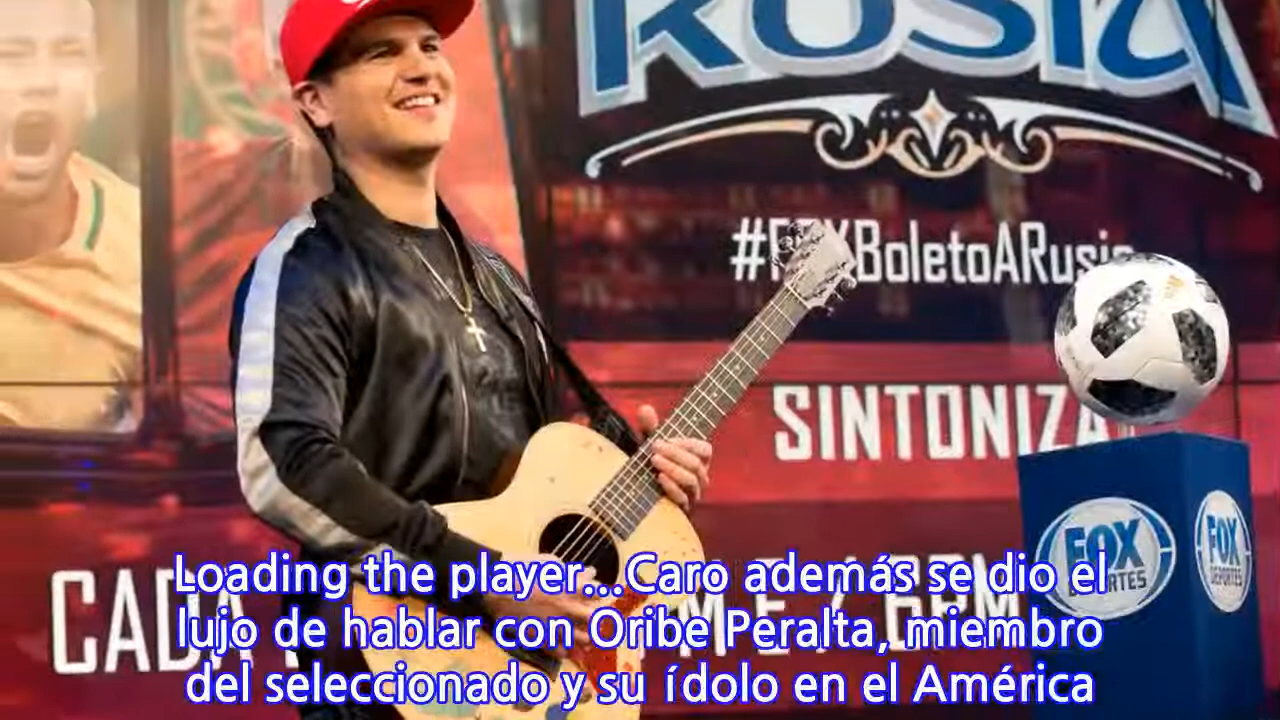 RUSIA
SINTONIZA
FOX
DEPORTES
FOX
DEPORTES
Loading the player...Caro además se dio el
lujo de hablar con Oribe Peralta, miembro
del seleccionado y su ídolo en el América